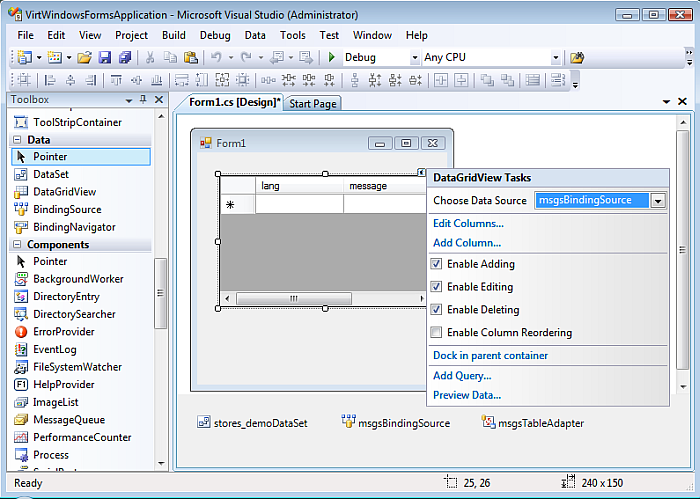 VirtWindowsFormsApplication - Microsoft Visual Studio (Administrator)
File Edit View Project Build Debug Data Tools Test Window Help
Debug Any CPU
Toolbox
Form1.cs [Design]* Start Page
ToolStripContainer
Data
Pointer
DataSet
DataGridView
BindingSource
BindingNavigator
Components
Pointer
BackgroundWorker
DirectoryEntry
DirectorySearcher
ErrorProvider
EventLog
FileSystemWatcher
HelpProvider
ImageList
MessageQueue
PerformanceCounter
Process
Form1
lang message
DataGridView Tasks
Choose Data Source msgsBindingSource
Edit Columns...
Add Column...
Enable Adding
Enable Editing
Enable Deleting
Enable Column Reordering
Dock in parent container
Add Query...
Preview Data...
stores_demoDataSet msgsBindingSource msgsTableAdapter
Ready 25, 26 240 x 150